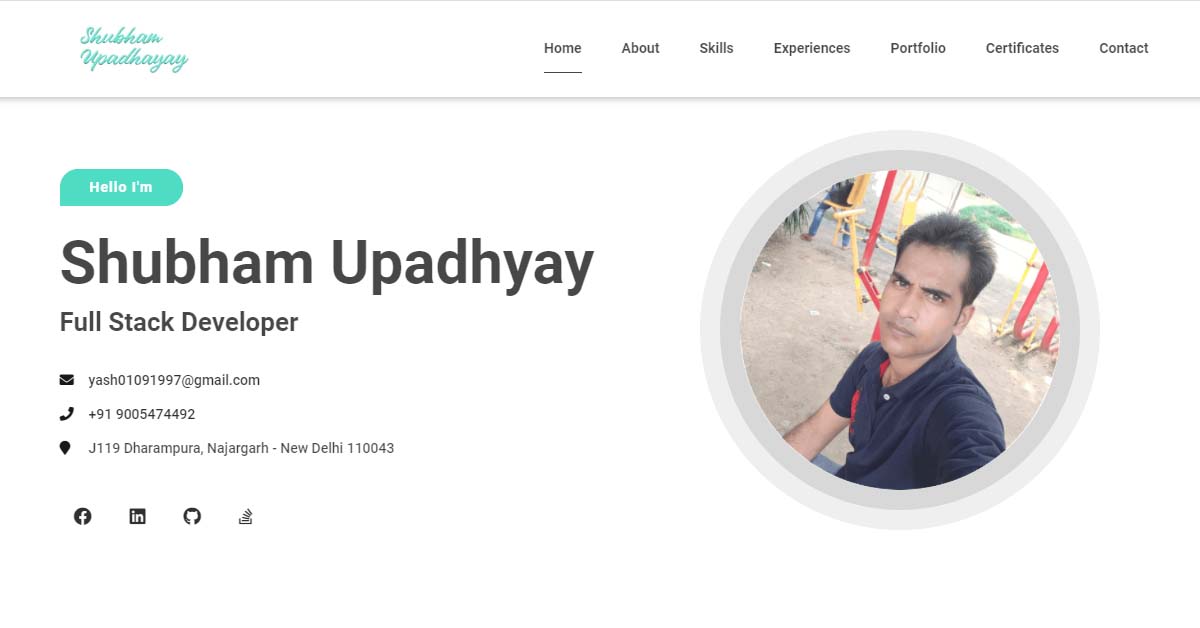 Shubham
Upadhayay
Home About Skills Experiences Portfolio Certificates Contact
Hello I'm
Shubham Upadhyay
Full Stack Developer
yash01091997@gmail.com
+91 9005474492
J119 Dharampura, Najargarh - New Delhi 110043